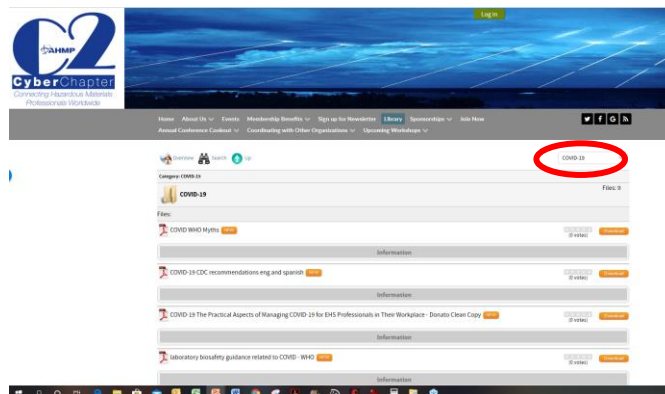 Log in
AHMP
C2
CyberChapter
Connecting Hazardous Materials
Professionals Worldwide
Home About Us Events Membership Benefits Sign up for Newsletter Library Sponsorships Join Now
Annual Conference Cookout Coordinating with Other Organizations Upcoming Workshops
Overview Search Up COVID-19
Category: COVID-19
COVID-19 Files: 9
Files:
COVID WHO Myths NEW (0 votes) Download
Information
COVID-19 CDC recommendations eng and spanish NEW (0 votes) Download
Information
COVID-19 The Practical Aspects of Managing COVID-19 for EHS Professionals in Their Workplace - Donato Clean Copy NEW (0 votes) Download
Information
laboratory biosafety guidance related to COVID - WHO NEW (0 votes) Download
Information